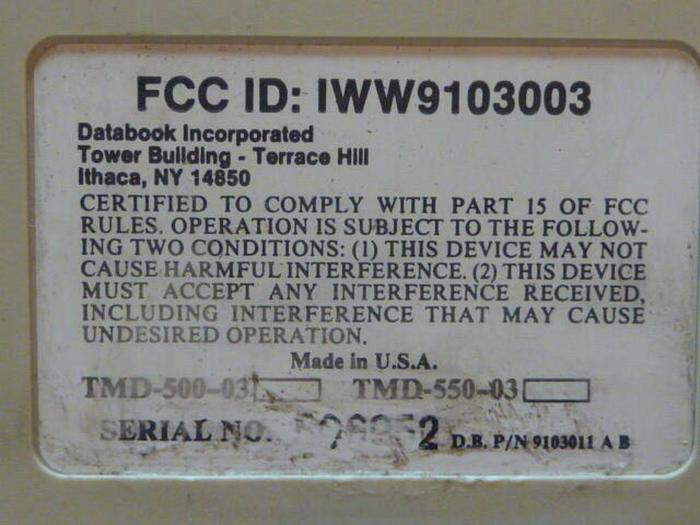 FCC ID: IWW9103003
Databook Incorporated
Tower Building - Terrace Hill
Ithaca, NY 14850
CERTIFIED TO COMPLY WITH PART 15 OF FCC
RULES. OPERATION IS SUBJECT TO THE FOLLOW-
ING TWO CONDITIONS: (1) THIS DEVICE MAY NOT
CAUSE HARMFUL INTERFERENCE. (2) THIS DEVICE
MUST ACCEPT ANY INTERFERENCE RECEIVED,
INCLUDING INTERFERENCE THAT MAY CAUSE
UNDESIRED OPERATION.
Made in U.S.A.
TMD-500-03 TMD-550-03
SERIAL NO. D.B. P/N 9103011 A B